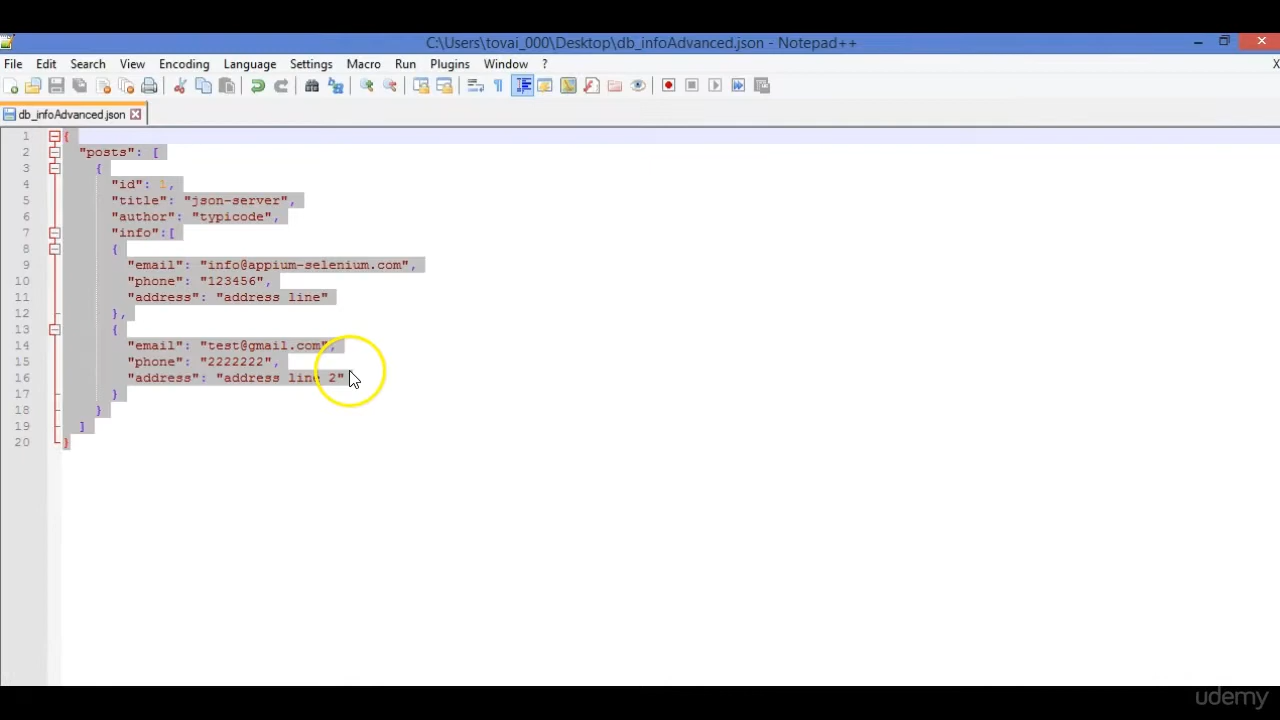 C:\Users\tovai_000\Desktop\db_infoAdvanced.json - Notepad++
File Edit Search View Encoding Language Settings Macro Run Plugins Window ? X
db_infoAdvanced.json
1 {
2 "posts": [
3 {
4 "id": 1,
5 "title": "json-server",
6 "author": "typicode",
7 "info":[
8 {
9 "email": "info@appium-selenium.com",
10 "phone": "123456",
11 "address": "address line"
12 },
13 {
14 "email": "test@gmail.com",
15 "phone": "2222222",
16 "address": "address line 2"
17 }
18 }
19 ]
20 }
udemy